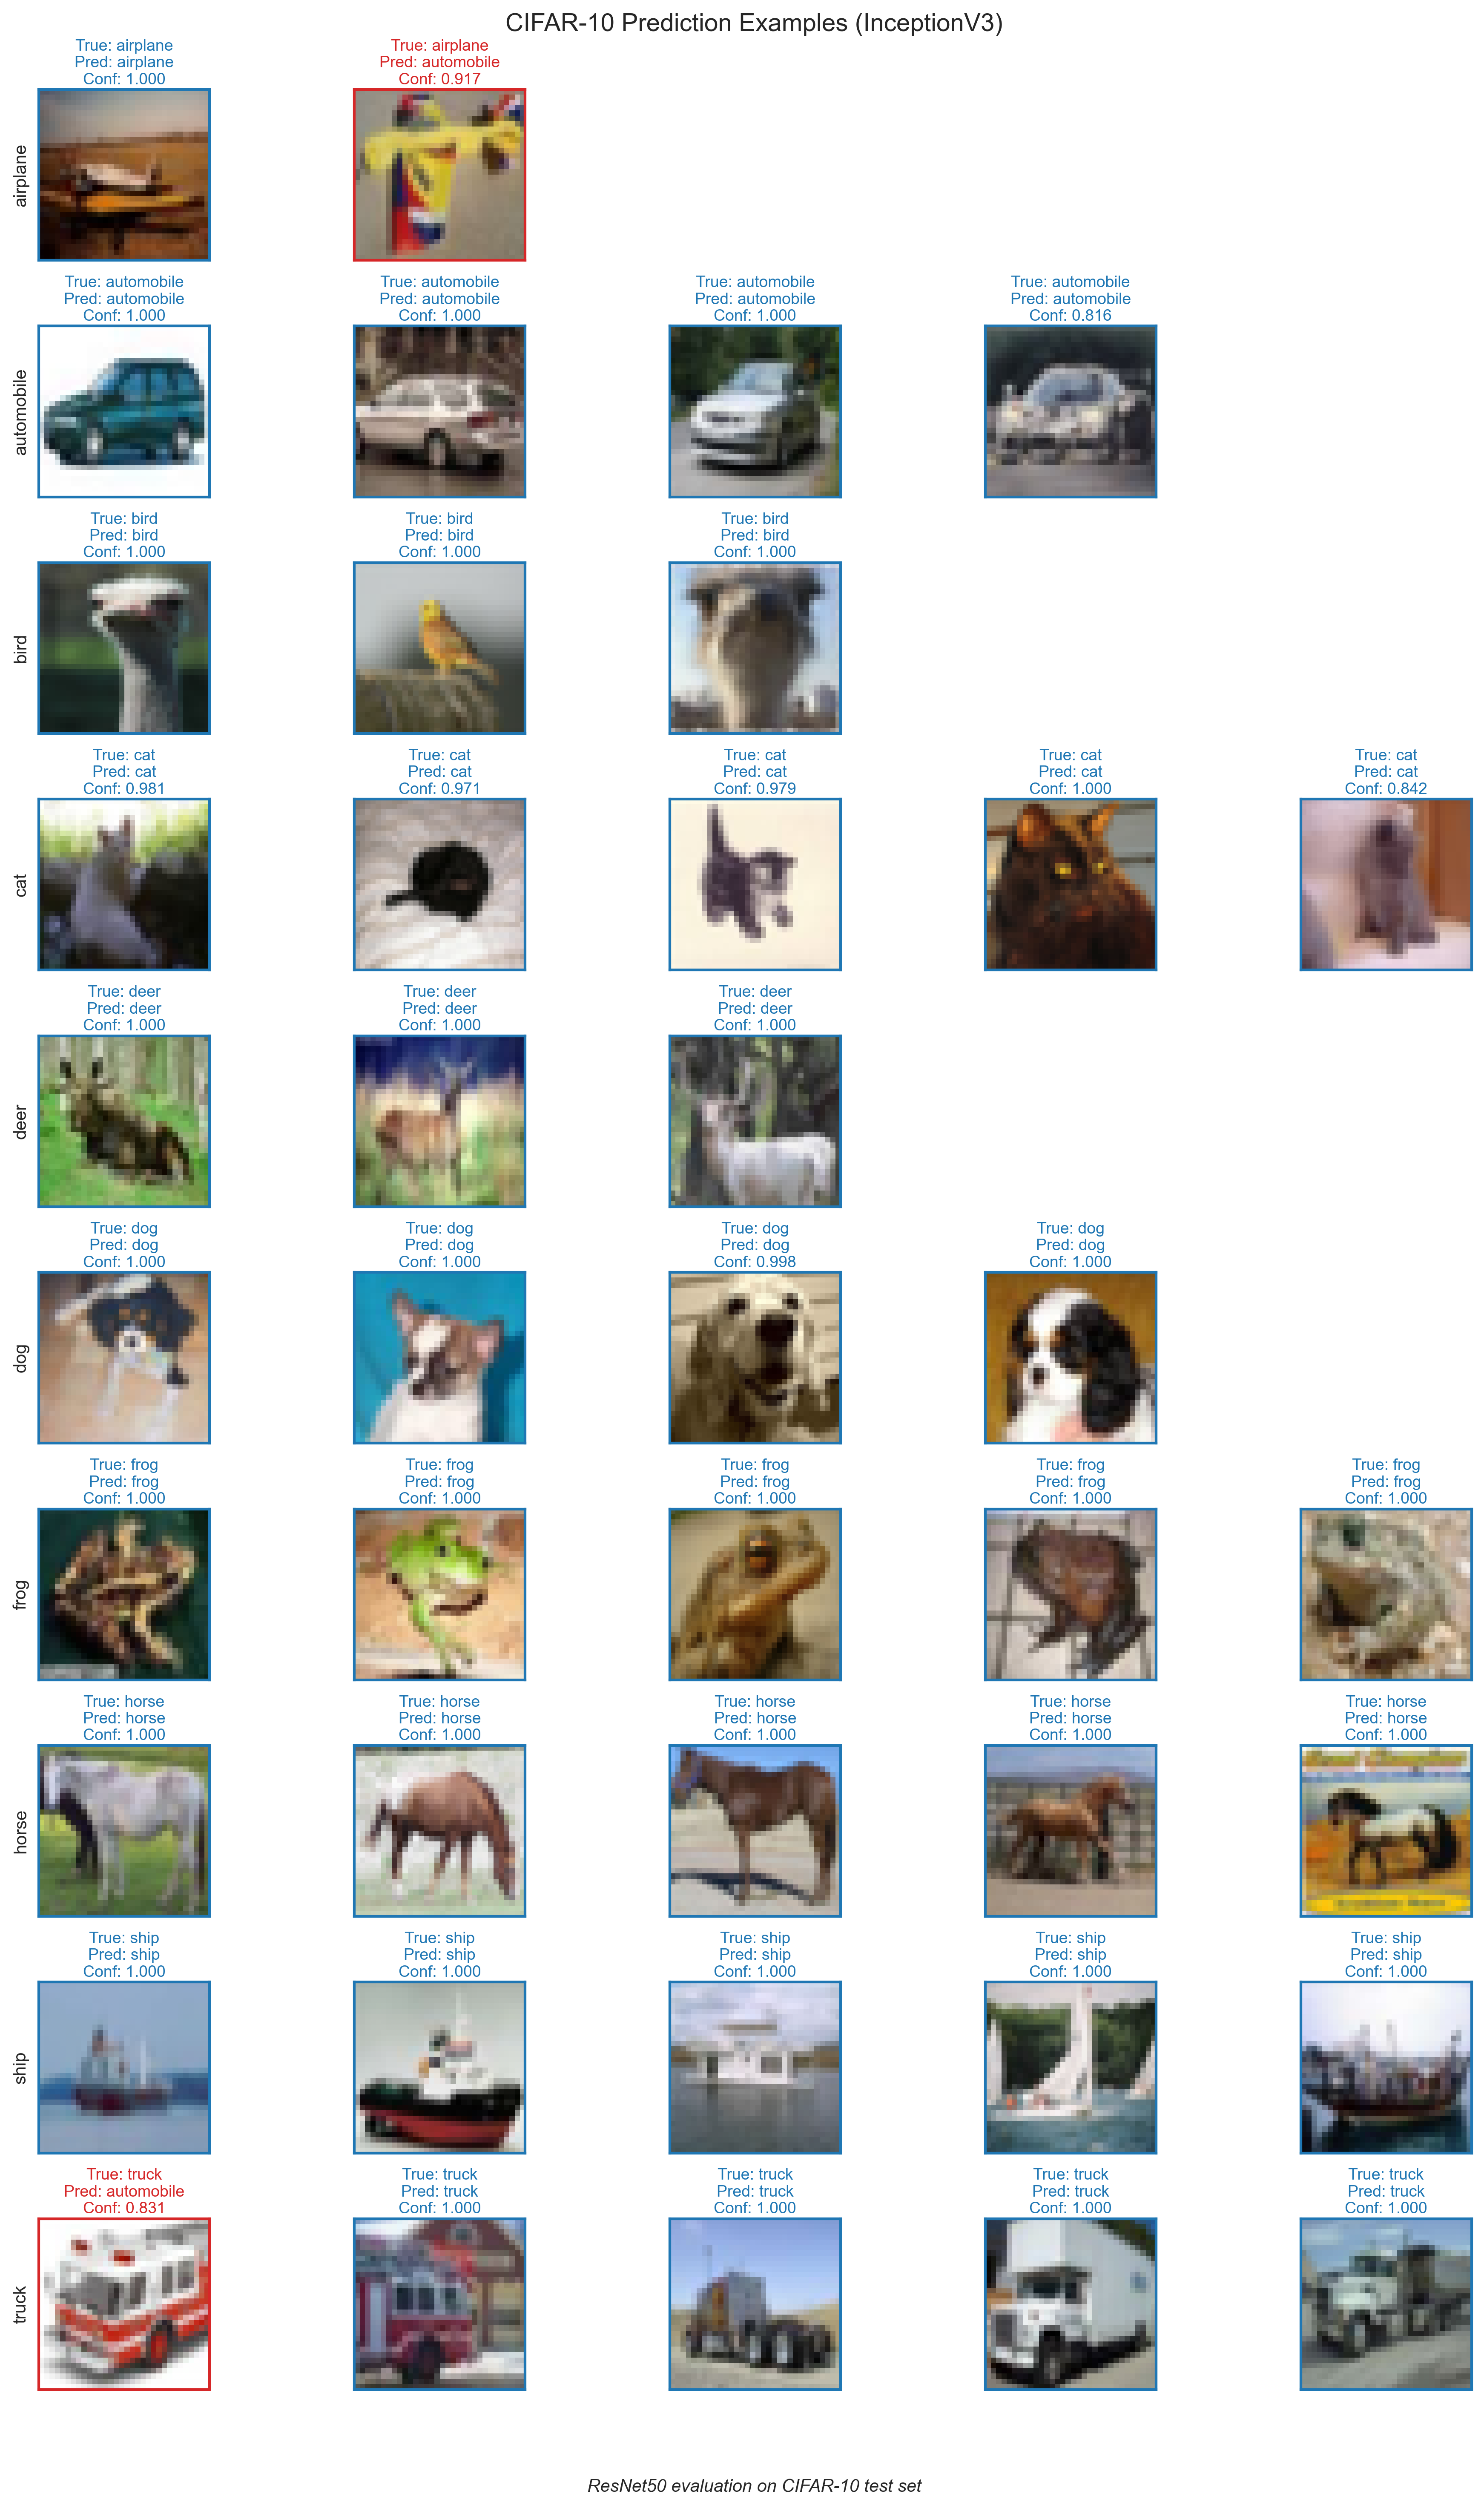 CIFAR-10 Prediction Examples (InceptionV3)
True: airplane
Pred: airplane
Conf: 1.000
True: airplane
Pred: automobile
Conf: 0.917
airplane
True: automobile
Pred: automobile
Conf: 1.000
True: automobile
Pred: automobile
Conf: 1.000
True: automobile
Pred: automobile
Conf: 1.000
True: automobile
Pred: automobile
Conf: 0.816
automobile
True: bird
Pred: bird
Conf: 1.000
True: bird
Pred: bird
Conf: 1.000
True: bird
Pred: bird
Conf: 1.000
bird
True: cat
Pred: cat
Conf: 0.981
True: cat
Pred: cat
Conf: 0.971
True: cat
Pred: cat
Conf: 0.979
True: cat
Pred: cat
Conf: 1.000
True: cat
Pred: cat
Conf: 0.842
cat
True: deer
Pred: deer
Conf: 1.000
True: deer
Pred: deer
Conf: 1.000
True: deer
Pred: deer
Conf: 1.000
deer
True: dog
Pred: dog
Conf: 1.000
True: dog
Pred: dog
Conf: 1.000
True: dog
Pred: dog
Conf: 0.998
True: dog
Pred: dog
Conf: 1.000
dog
True: frog
Pred: frog
Conf: 1.000
True: frog
Pred: frog
Conf: 1.000
True: frog
Pred: frog
Conf: 1.000
True: frog
Pred: frog
Conf: 1.000
True: frog
Pred: frog
Conf: 1.000
frog
True: horse
Pred: horse
Conf: 1.000
True: horse
Pred: horse
Conf: 1.000
True: horse
Pred: horse
Conf: 1.000
True: horse
Pred: horse
Conf: 1.000
True: horse
Pred: horse
Conf: 1.000
horse
True: ship
Pred: ship
Conf: 1.000
True: ship
Pred: ship
Conf: 1.000
True: ship
Pred: ship
Conf: 1.000
True: ship
Pred: ship
Conf: 1.000
True: ship
Pred: ship
Conf: 1.000
ship
True: truck
Pred: automobile
Conf: 0.831
True: truck
Pred: truck
Conf: 1.000
True: truck
Pred: truck
Conf: 1.000
True: truck
Pred: truck
Conf: 1.000
True: truck
Pred: truck
Conf: 1.000
truck
ResNet50 evaluation on CIFAR-10 test set